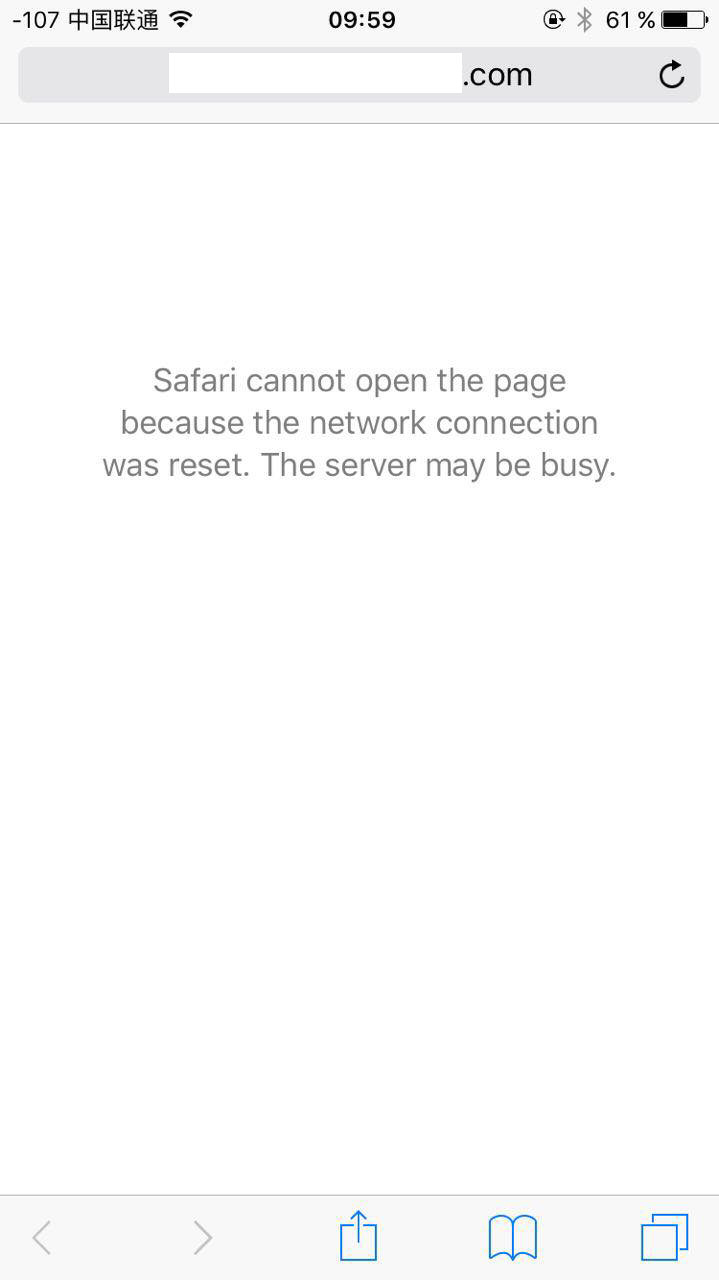 -107 中国联通 09:59 61 %
.com
Safari cannot open the page
because the network connection
was reset. The server may be busy.